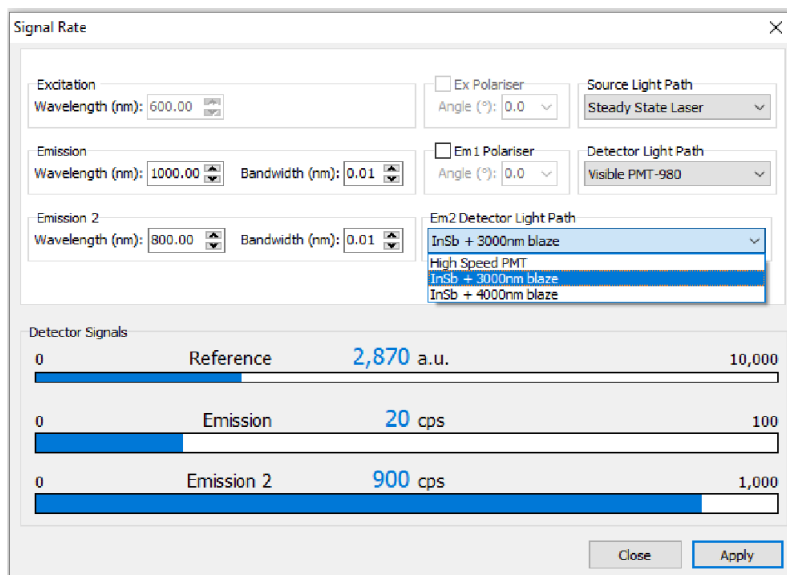 Signal Rate
Excitation
Wavelength (nm): 600.00
Ex Polariser
Angle (°): 0.0
Source Light Path
Steady State Laser
Emission
Wavelength (nm): 1000.00 Bandwidth (nm): 0.01
Em1 Polariser
Angle (°): 0.0
Detector Light Path
Visible PMT-980
Emission 2
Wavelength (nm): 800.00 Bandwidth (nm): 0.01
Em2 Detector Light Path
InSb + 3000nm blaze
High Speed PMT
InSb + 3000nm blaze
InSb + 4000nm blaze
Detector Signals
0 Reference 2,870 a.u. 10,000
0 Emission 20 cps 100
0 Emission 2 900 cps 1,000
Close Apply